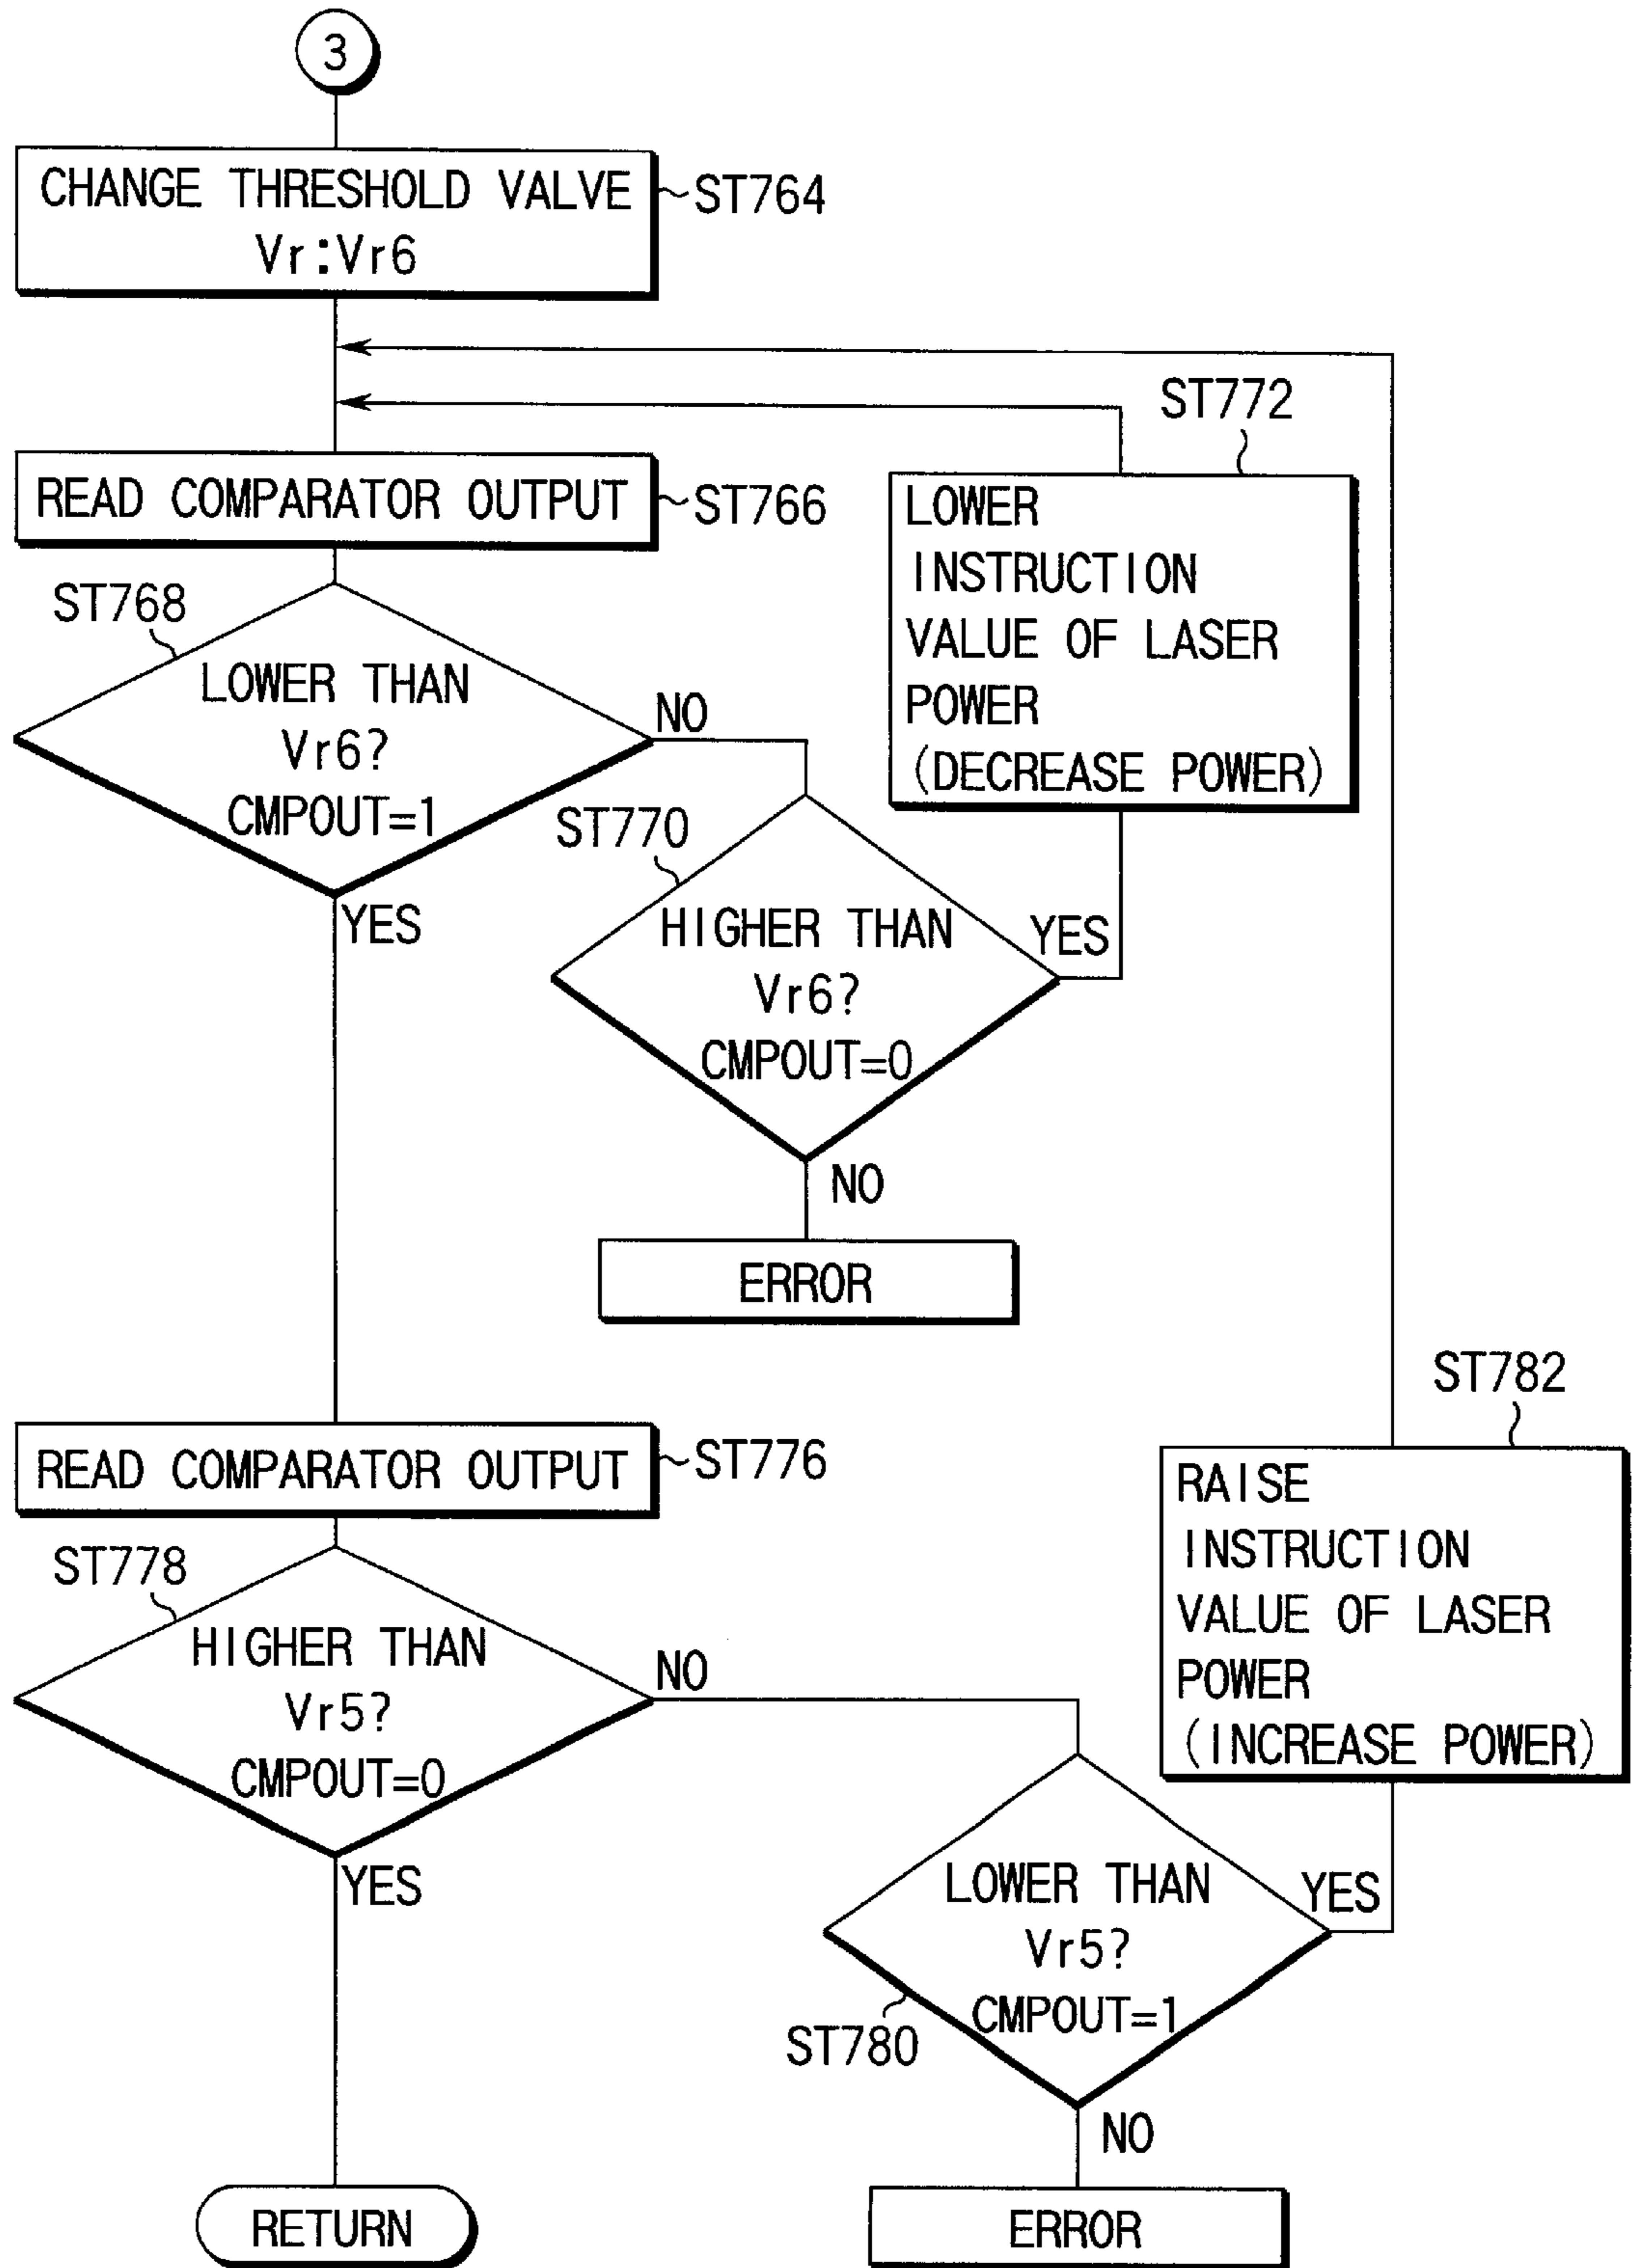 3
CHANGE THRESHOLD VALVE
Vr:Vr6
ST764
ST772
READ COMPARATOR OUTPUT
ST766
LOWER
INSTRUCTION
VALUE OF LASER
POWER
(DECREASE POWER)
ST768
LOWER THAN
Vr6?
CMPOUT=1
NO
YES
ST770
HIGHER THAN
Vr6?
CMPOUT=0
YES
NO
ERROR
READ COMPARATOR OUTPUT
ST776
ST782
RAISE
INSTRUCTION
VALUE OF LASER
POWER
(INCREASE POWER)
ST778
HIGHER THAN
Vr5?
CMPOUT=0
NO
YES
LOWER THAN
Vr5?
CMPOUT=1
YES
ST780
NO
RETURN
ERROR